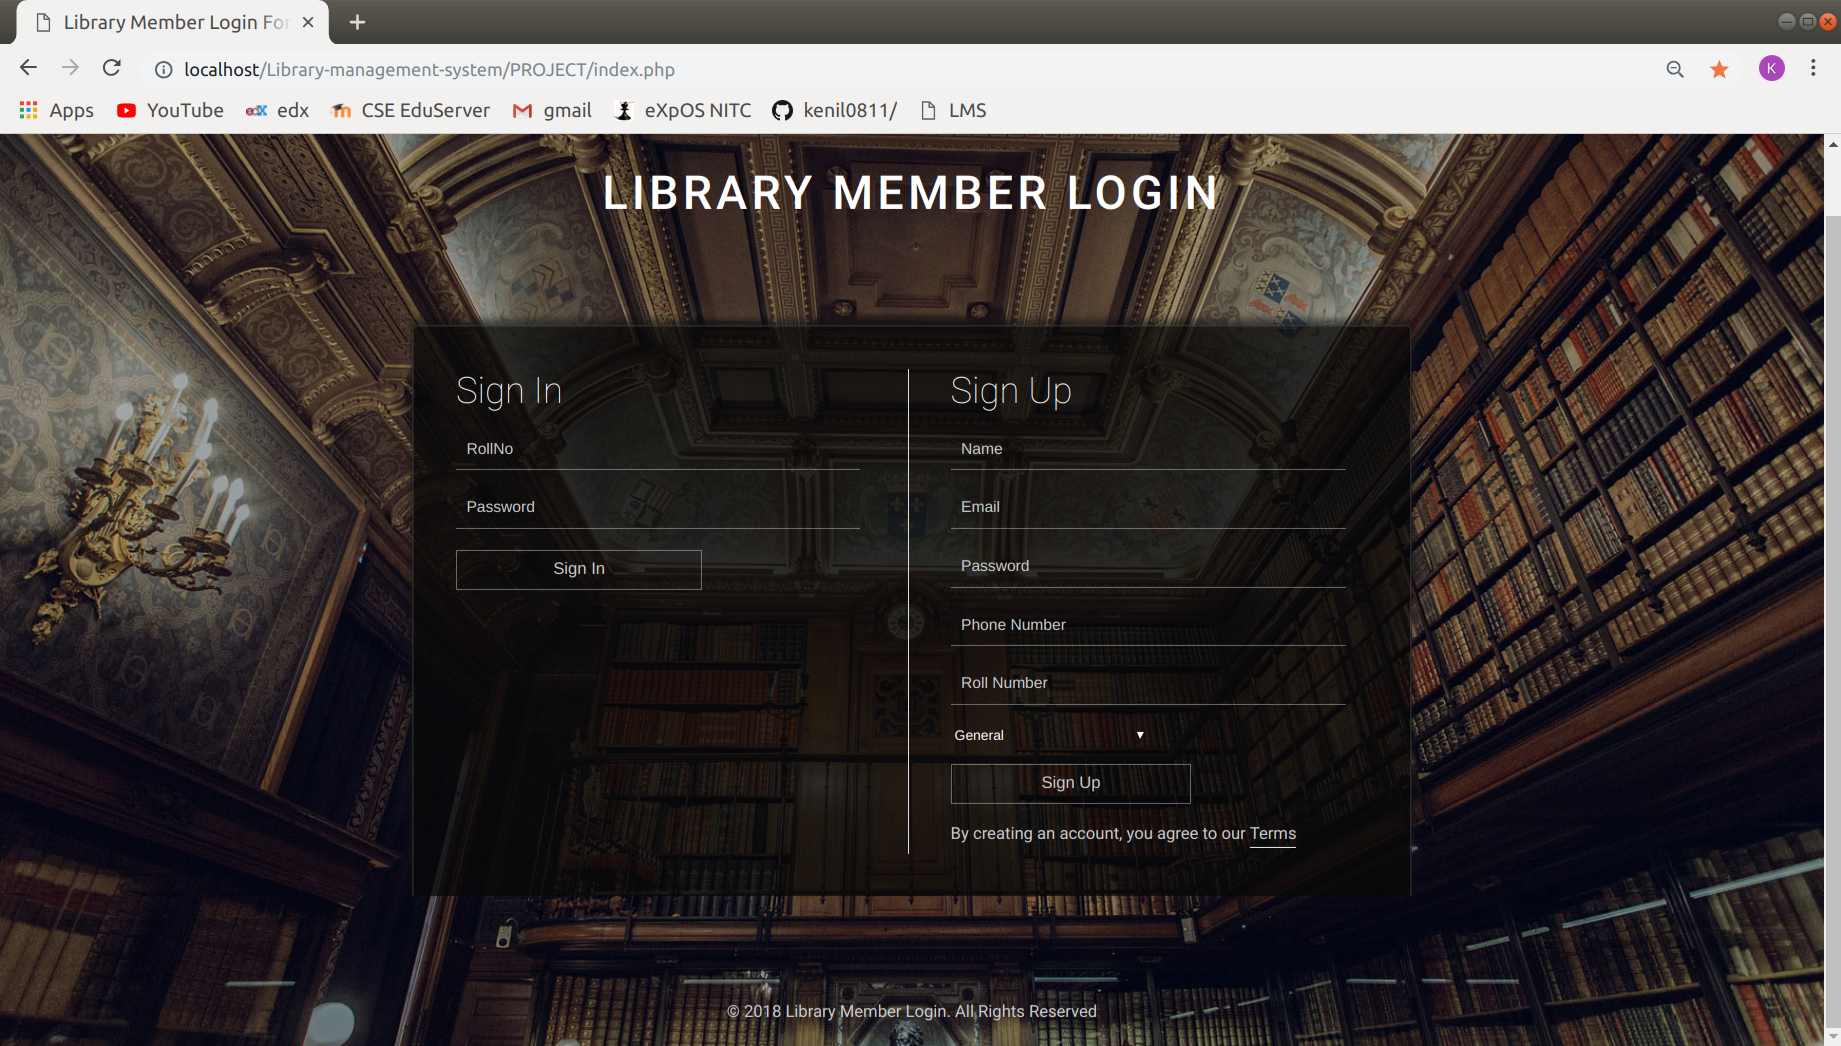 Library Member Login For
localhost/Library-management-system/PROJECT/index.php
K
Apps YouTube edx CSE EduServer gmail eXpOS NITC kenil0811/ LMS
LIBRARY MEMBER LOGIN
Sign In
RollNo
Password
Sign In
Sign Up
Name
Email
Password
Phone Number
Roll Number
General
Sign Up
By creating an account, you agree to our Terms
© 2018 Library Member Login. All Rights Reserved